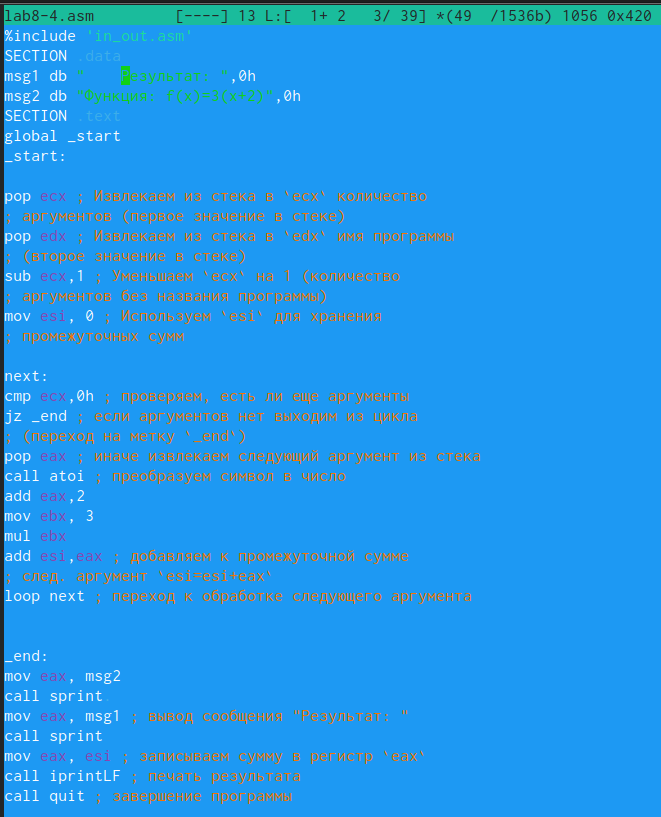 lab8-4.asm [----] 13 L:[ 1+ 2 3/ 39] *(49 /1536b) 1056 0x420
%include 'in_out.asm'
SECTION .data
msg1 db " Результат: ",0h
msg2 db "Функция: f(x)=3(x+2)",0h
SECTION .text
global _start
_start:
pop ecx ; Извлекаем из стека в `ecx` количество
; аргументов (первое значение в стеке)
pop edx ; Извлекаем из стека в `edx` имя программы
; (второе значение в стеке)
sub ecx,1 ; Уменьшаем `ecx` на 1 (количество
; аргументов без названия программы)
mov esi, 0 ; Используем `esi` для хранения
; промежуточных сумм
next:
cmp ecx,0h ; проверяем, есть ли еще аргументы
jz _end ; если аргументов нет выходим из цикла
; (переход на метку `_end`)
pop eax ; иначе извлекаем следующий аргумент из стека
call atoi ; преобразуем символ в число
add eax,2
mov ebx, 3
mul ebx
add esi,eax ; добавляем к промежуточной сумме
; след. аргумент `esi=esi+eax`
loop next ; переход к обработке следующего аргумента
_end:
mov eax, msg2
call sprint
mov eax, msg1 ; вывод сообщения "Результат: "
call sprint
mov eax, esi ; записываем сумму в регистр `eax`
call iprintLF ; печать результата
call quit ; завершение программы